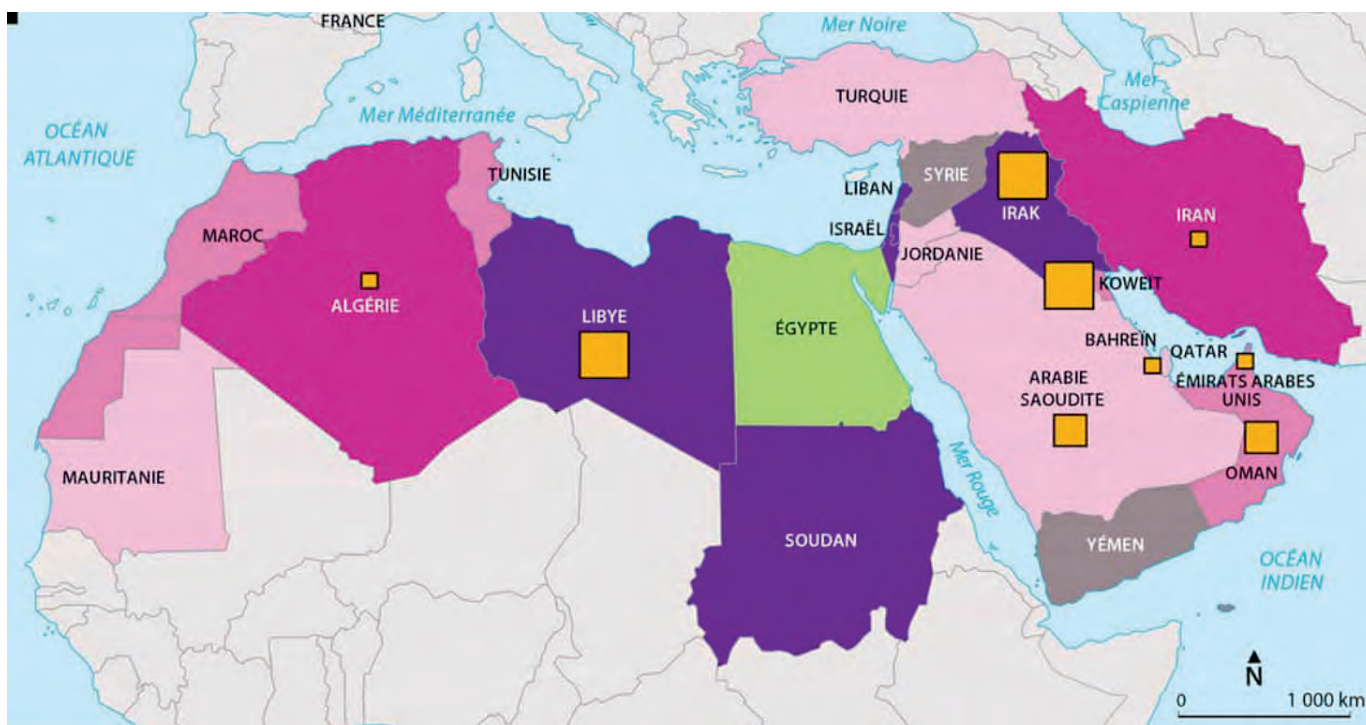 FRANCE
Mer Noire
Mer
Caspienne
TURQUIE
Mer Méditerranée
OCÉAN
ATLANTIQUE
TUNISIE
SYRIE
LIBAN
IRAK
IRAN
ISRAËL
MAROC
JORDANIE
KOWEÏT
ALGÉRIE
LIBYE
ÉGYPTE
BAHREÏN
QATAR
ÉMIRATS ARABES
UNIS
ARABIE
SAOUDITE
MAURITANIE
Mer Rouge
OMAN
SOUDAN
YÉMEN
OCÉAN
INDIEN
N
0 1 000 km